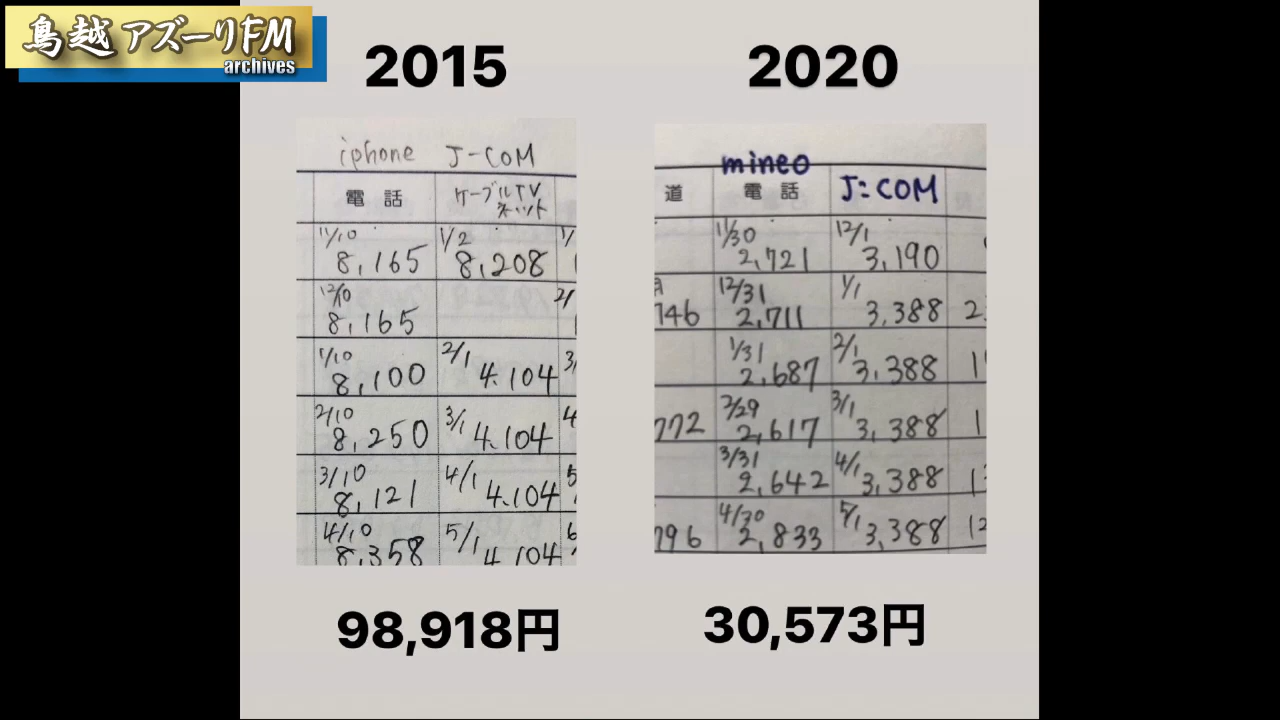 鳥越アズーリFM
archives
2015
2020
iphone J-COM
電話 ケーブルTV
ネット
11/10 1/2
8,165 8,208
12/10
8,165
1/10 2/1
8,100 4.104
2/10 3/1
8,250 4.104
3/10 4/1
8,121 4.104
4/10 5/1
8,358 4,104
mineo
道 電話 J:COM
11/30 12/1
2,721 3,190
12/31 1/1
746 2,711 3,388
1/31 2/1
2,687 3,388
2/29 3/1
772 2,617 3,388
3/31 4/1
2,642 3,388
4/30 5/1
796 2,833 3,388
98,918円
30,573円